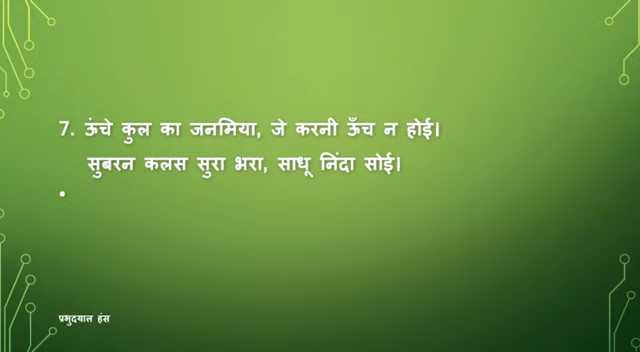 7. ऊंचे कुल का जनमिया, जे करनी ऊँच न होई।
सुबरन कलस सुरा भरा, साधू निंदा सोई।
प्रभुदयाल हंस